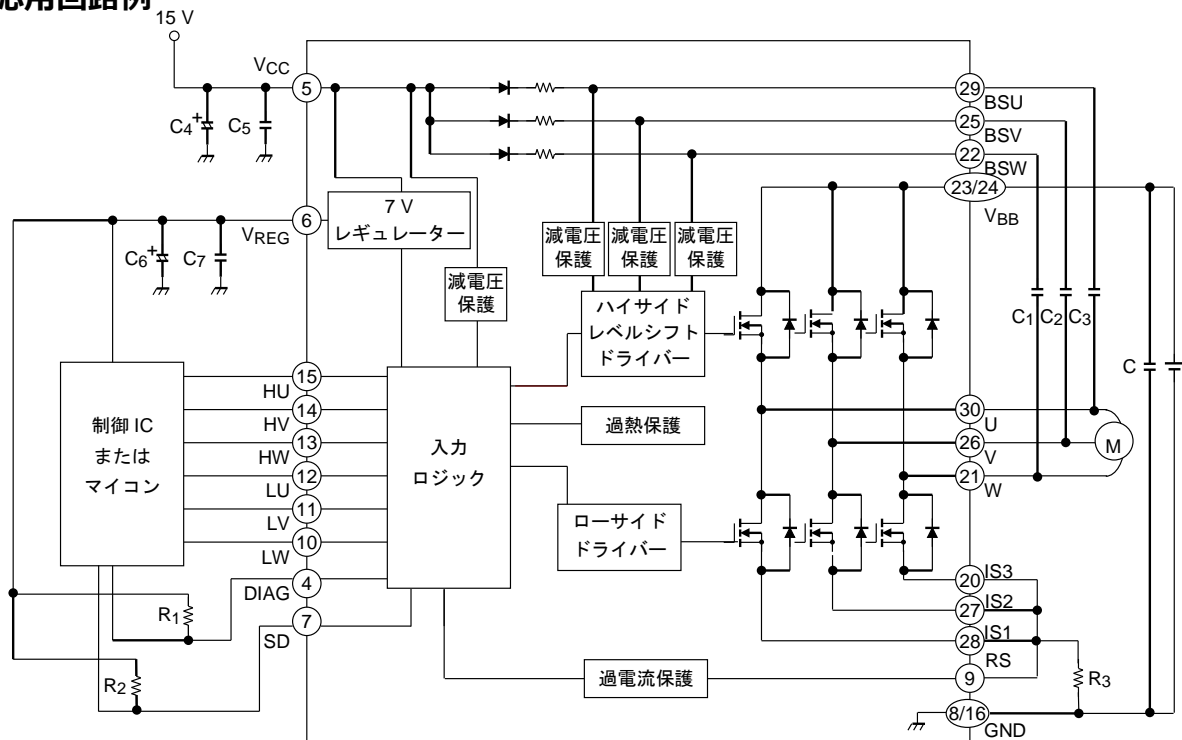 応用回路例
15 V
VCC
5
29
BSU
C4
+
C5
25
BSV
22
BSW
23/24
VBB
7 V
レギュレーター
6
VREG
C6
+
C7
減電圧
保護
減電圧
保護
減電圧
保護
減電圧
保護
ハイサイド
レベルシフト
ドライバー
C1
C2
C3
C
制御 IC
または
マイコン
15
HU
14
HV
13
HW
12
LU
11
LV
10
LW
4
DIAG
7
SD
入力
ロジック
過熱保護
30
U
26
V
21
W
M
ローサイド
ドライバー
20
IS3
27
IS2
28
IS1
RS
9
R1
R2
R3
過電流保護
8/16
GND